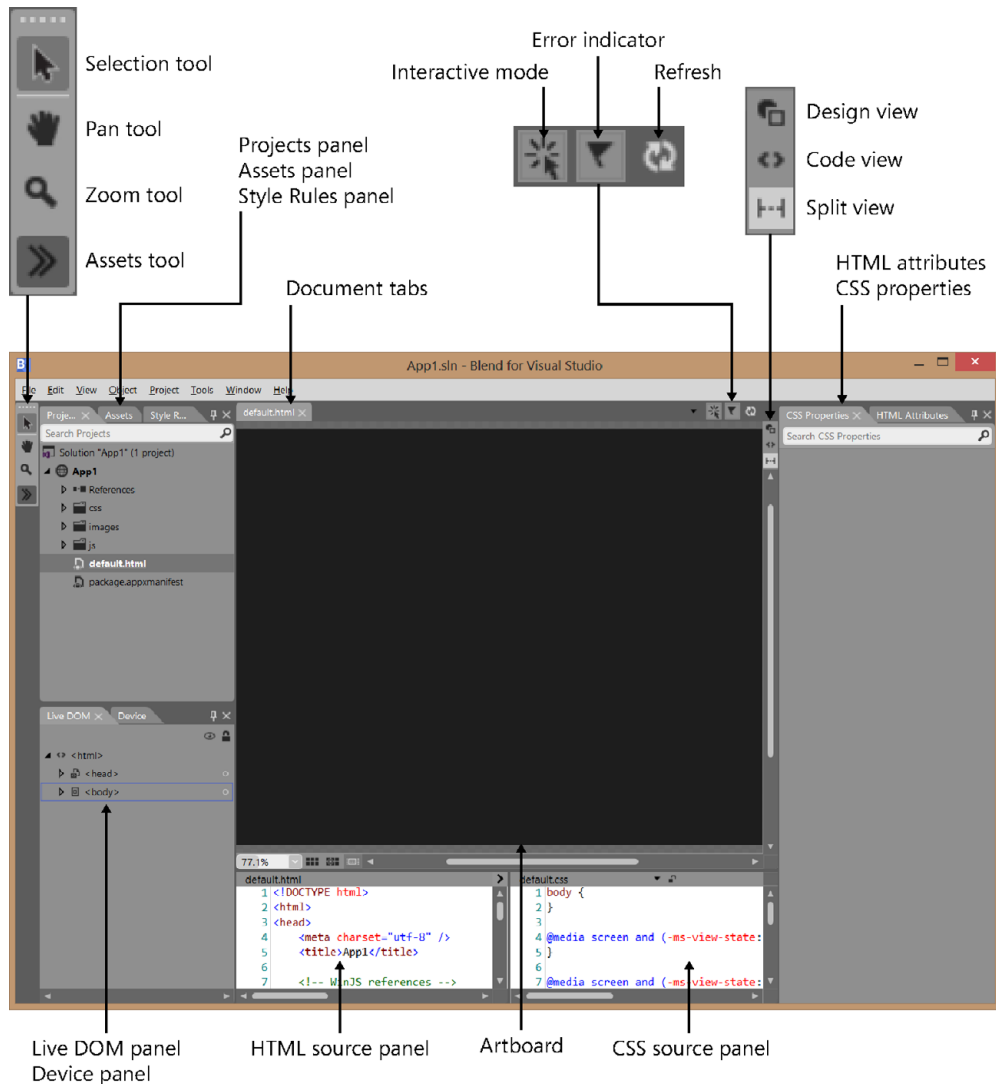 Selection tool
Pan tool
Zoom tool
Assets tool
Projects panel
Assets panel
Style Rules panel
Document tabs
Error indicator
Interactive mode
Refresh
Design view
Code view
Split view
HTML attributes
CSS properties
App1.sln - Blend for Visual Studio
File Edit View Object Project Tools Window Help
Proje... Assets Style R...
default.html
CSS Properties HTML Attributes
Search Projects
Search CSS Properties
Solution "App1" (1 project)
App1
References
css
images
js
default.html
package.appxmanifest
Live DOM Device
<html>
<head>
<body>
77.1%
default.html
1 <!DOCTYPE html>
2 <html>
3 <head>
4 <meta charset="utf-8" />
5 <title>App1</title>
6
7 <!-- WinJS references -->
default.css
1 body {
2 }
3
4 @media screen and (-ms-view-state:
5 }
6
7 @media screen and (-ms-view-state:
Live DOM panel
Device panel
HTML source panel
Artboard
CSS source panel